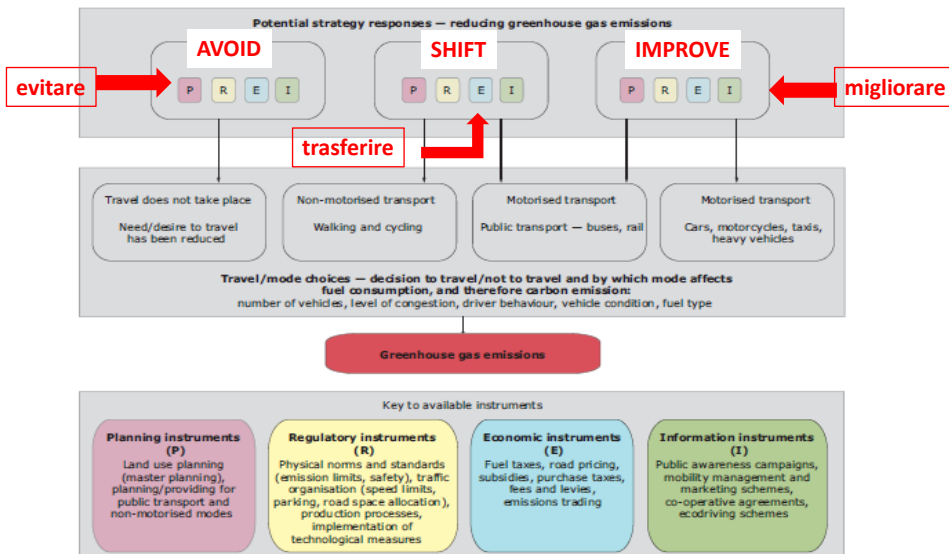 Potential strategy responses — reducing greenhouse gas emissions
AVOID
SHIFT
IMPROVE
evitare
P R E I
P R E I
P R E I
migliorare
trasferire
Travel does not take place
Need/desire to travel
has been reduced
Non-motorised transport
Walking and cycling
Motorised transport
Public transport — buses, rail
Motorised transport
Cars, motorcycles, taxis,
heavy vehicles
Travel/mode choices — decision to travel/not to travel and by which mode affects
fuel consumption, and therefore carbon emission:
number of vehicles, level of congestion, driver behaviour, vehicle condition, fuel type
Greenhouse gas emissions
Key to available instruments
Planning instruments
(P)
Land use planning
(master planning),
planning/providing for
public transport and
non-motorised modes
Regulatory instruments
(R)
Physical norms and standards
(emission limits, safety), traffic
organisation (speed limits,
parking, road space allocation),
production processes,
implementation of
technological measures
Economic instruments
(E)
Fuel taxes, road pricing,
subsidies, purchase taxes,
fees and levies,
emissions trading
Information instruments
(I)
Public awareness campaigns,
mobility management and
marketing schemes,
co-operative agreements,
ecodriving schemes